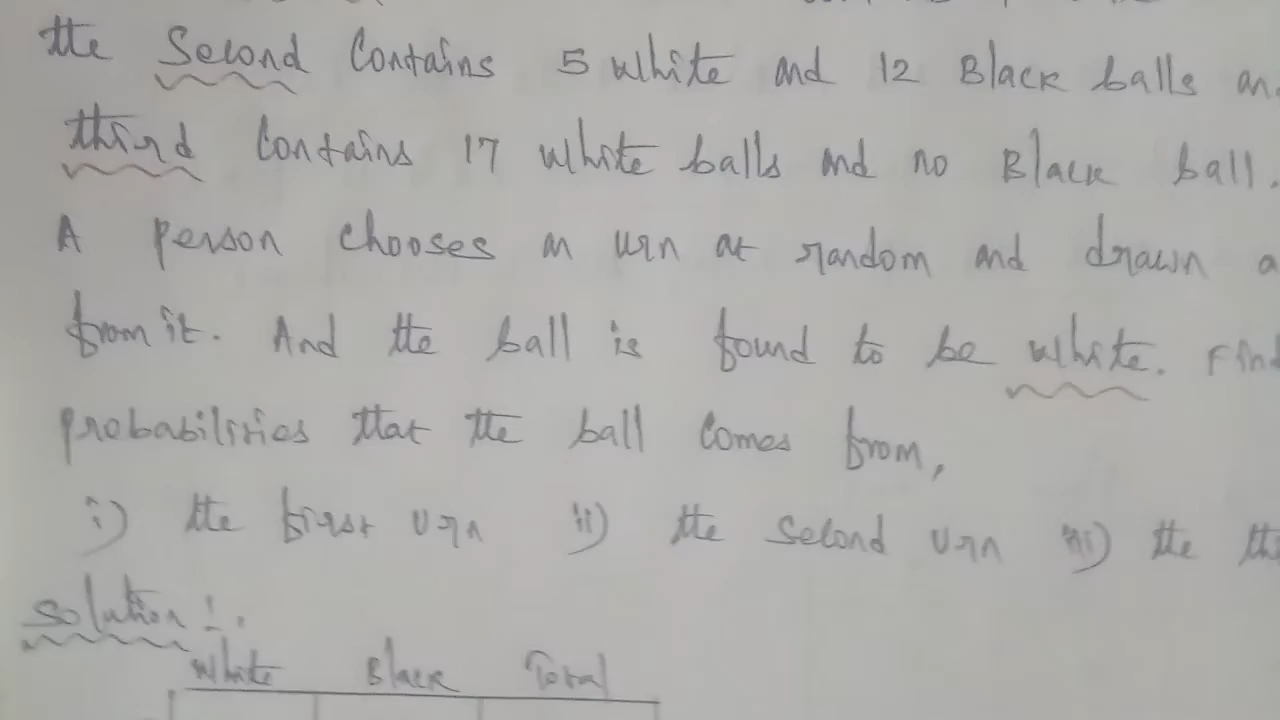 the Second Contains 5 white and 12 Black balls an
third Contains 17 white balls and no Black ball.
A person chooses an urn at random and drawn a
from it. And the ball is found to be white. Find
probabilities that the ball comes from,
i) the first urn ii) the second urn iii) the th
Solution :.
White Black Total